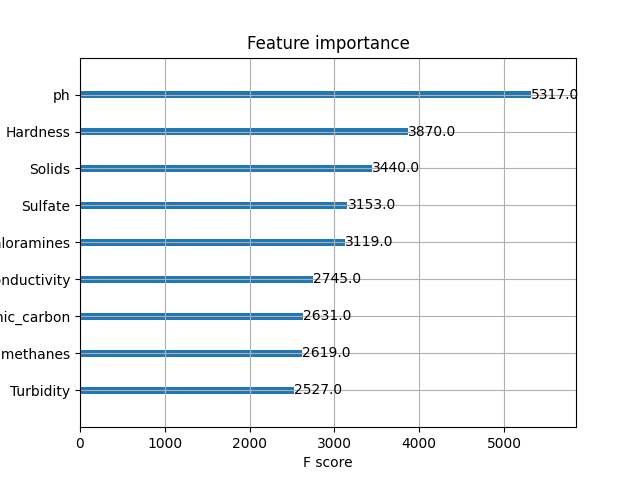 Feature importance
ph
5317.0
Hardness
3870.0
Solids
3440.0
Sulfate
3153.0
loramines
3119.0
nductivity
2745.0
nic_carbon
2631.0
methanes
2619.0
Turbidity
2527.0
0 1000 2000 3000 4000 5000
F score